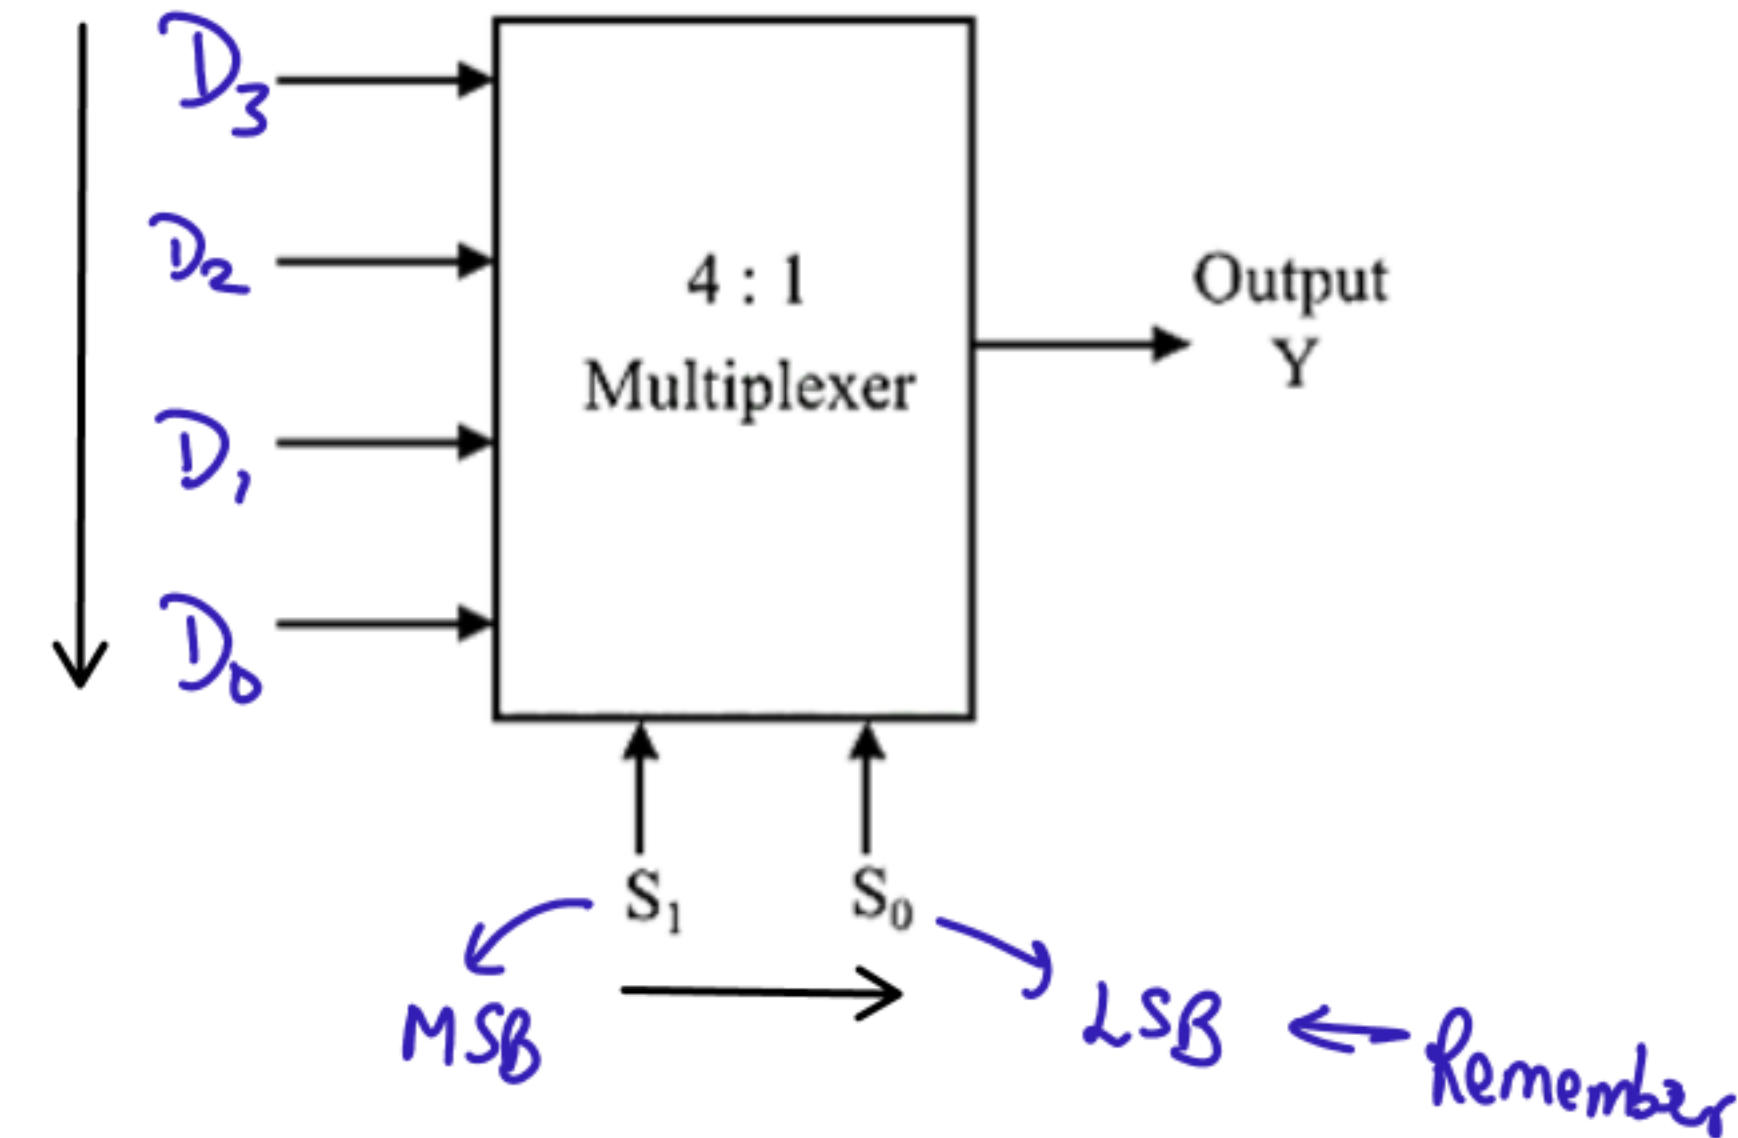 D₃
D₂
4 : 1
Output
Multiplexer
Y
D₁
D₀
S₁ S₀
MSB
LSB
Remember